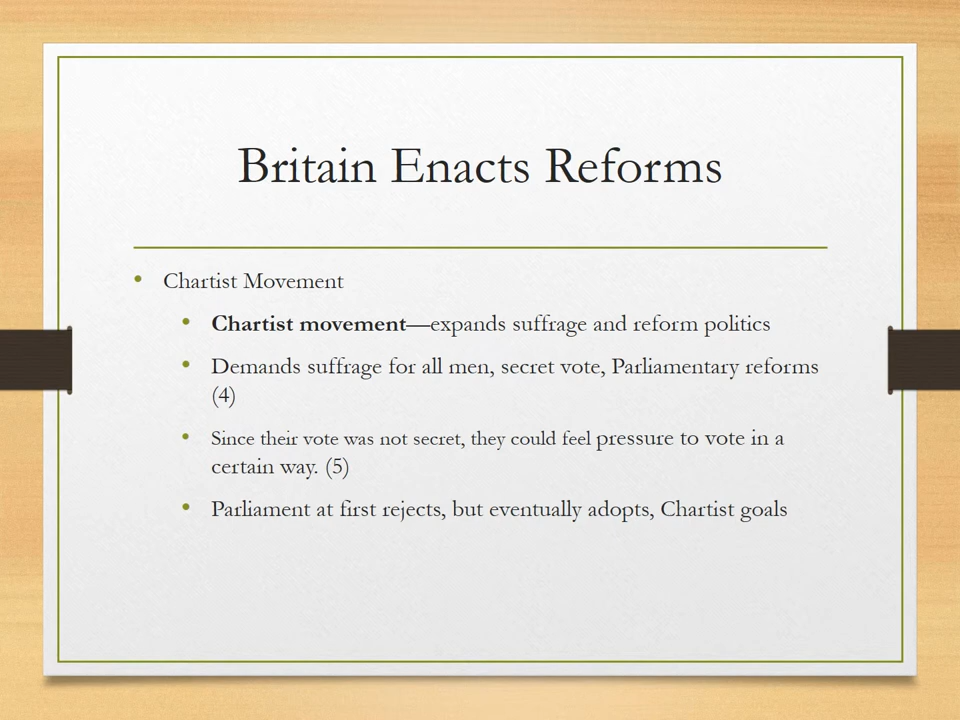 Britain Enacts Reforms
• Chartist Movement
• Chartist movement—expands suffrage and reform politics
• Demands suffrage for all men, secret vote, Parliamentary reforms
(4)
• Since their vote was not secret, they could feel pressure to vote in a
certain way. (5)
• Parliament at first rejects, but eventually adopts, Chartist goals